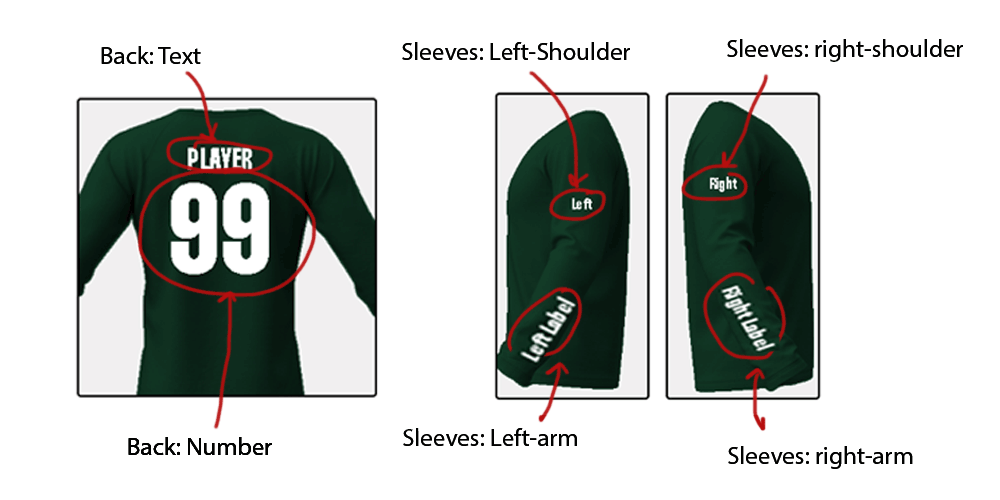 Back: Text
Sleeves: Left-Shoulder
Sleeves: right-shoulder
PLAYER
99
Left
Right
Left Label
Right Label
Back: Number
Sleeves: Left-arm
Sleeves: right-arm